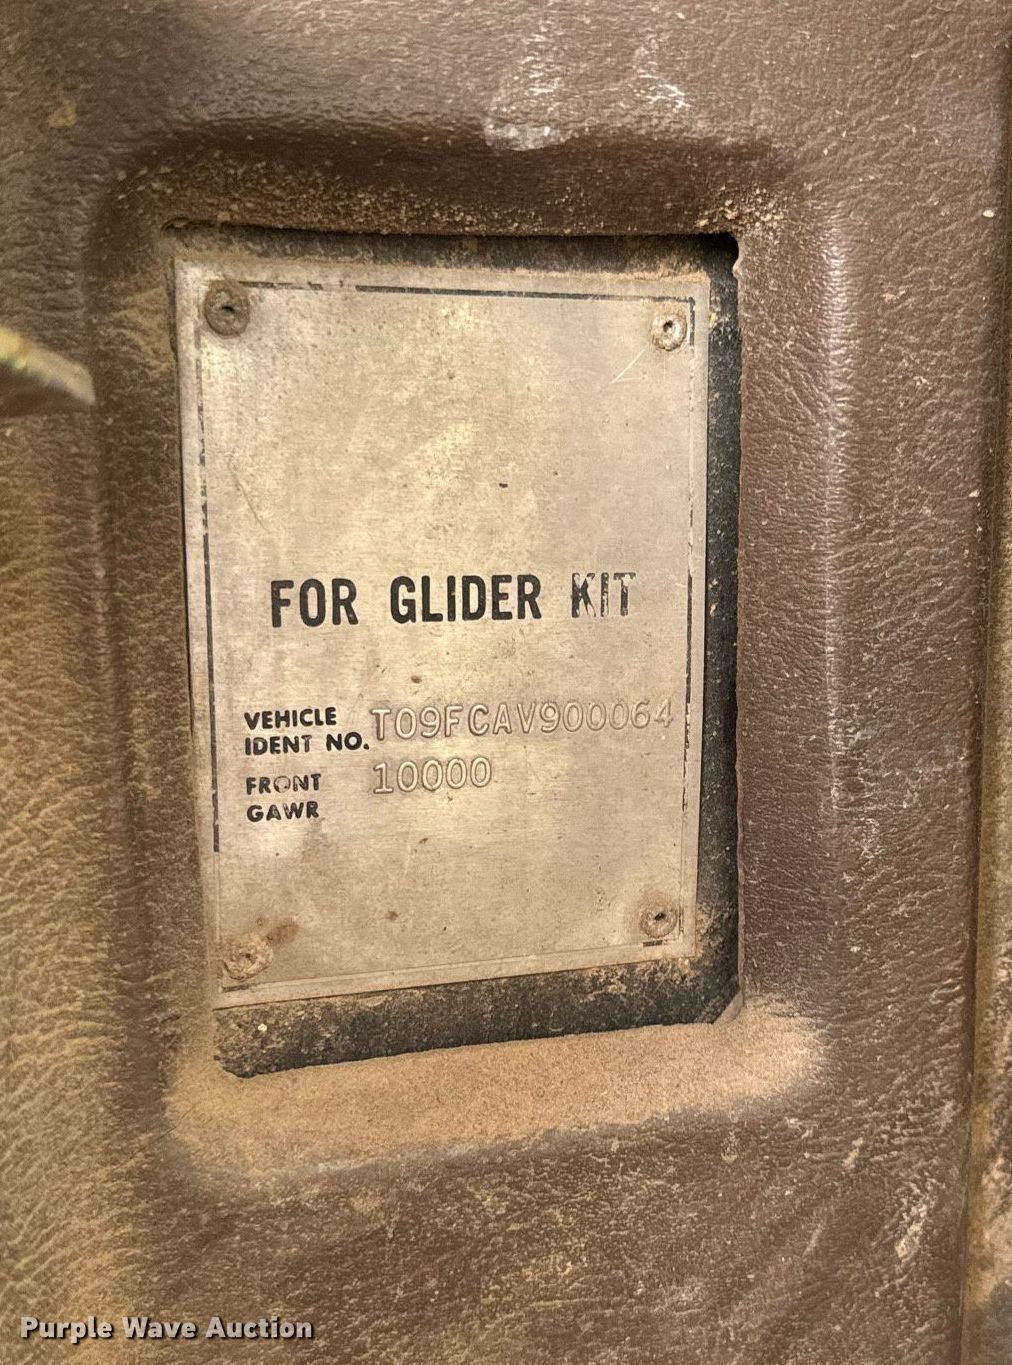 FOR GLIDER KIT
VEHICLE
IDENT NO. T09FCAV900064
FRONT 10000
GAWR
Purple Wave Auction